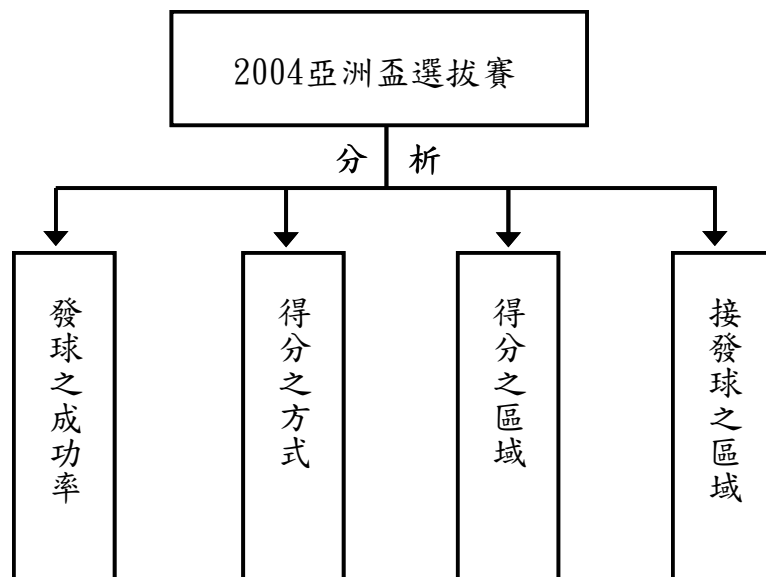 2004亞洲盃選拔賽
分 析
發球之成功率
得分之方式
得分之區域
接發球之區域